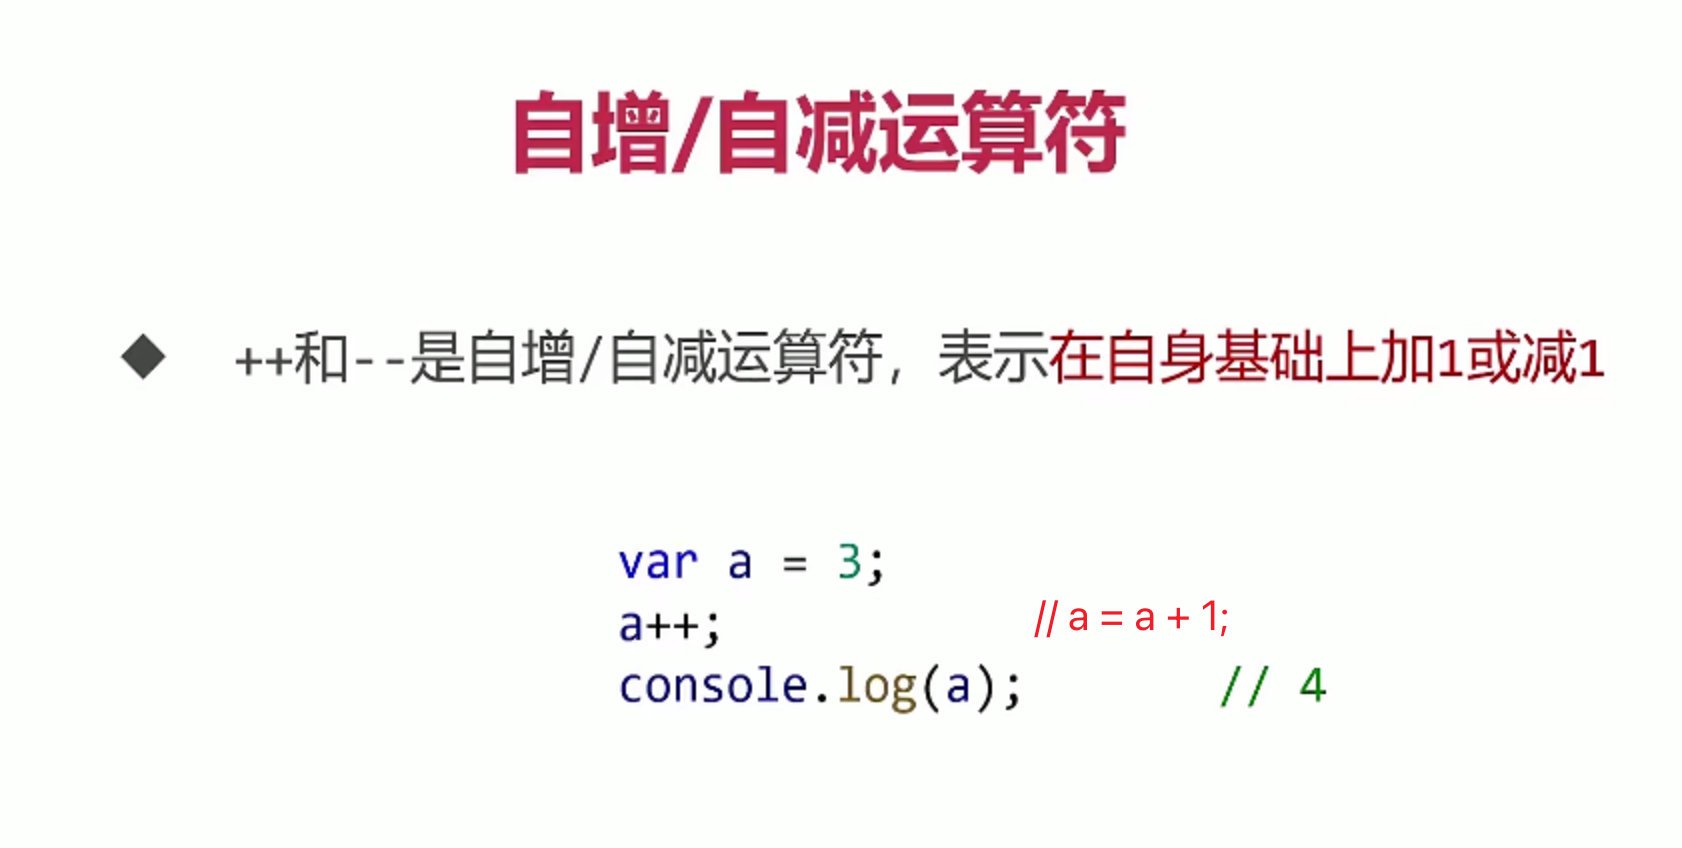 自增/自减运算符
◆ ++和--是自增/自减运算符，表示在自身基础上加1或减1
var a = 3;
a++; // a = a + 1;
console.log(a); // 4